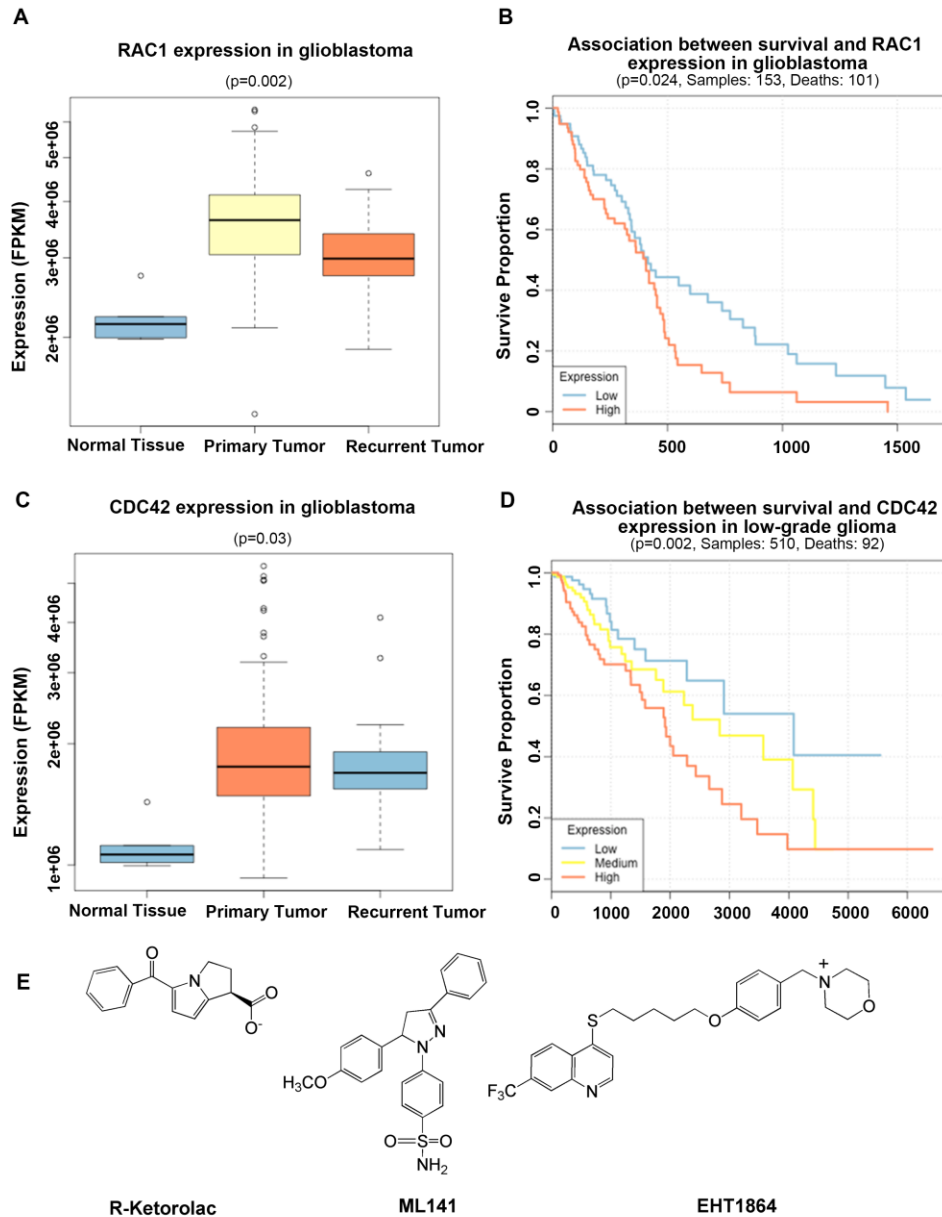 A
RAC1 expression in glioblastoma
(p=0.002)
Expression (FPKM)
5e+06
4e+06
3e+06
2e+06
Normal Tissue
Primary Tumor
Recurrent Tumor
B
Association between survival and RAC1
expression in glioblastoma
(p=0.024, Samples: 153, Deaths: 101)
Survive Proportion
1.0
0.8
0.6
0.4
0.2
0
Expression
Low
High
0
500
1000
1500
C
CDC42 expression in glioblastoma
(p=0.03)
Expression (FPKM)
4e+06
3e+06
2e+06
1e+06
Normal Tissue
Primary Tumor
Recurrent Tumor
D
Association between survival and CDC42
expression in low-grade glioma
(p=0.002, Samples: 510, Deaths: 92)
Survive Proportion
1.0
0.8
0.6
0.4
0.2
0
Expression
Low
Medium
High
0
1000
2000
3000
4000
5000
6000
E
O
N
O
O-
R-Ketorolac
N
N
H3CO
O
S
O
NH2
ML141
+
N
O
O
S
F3C
N
EHT1864